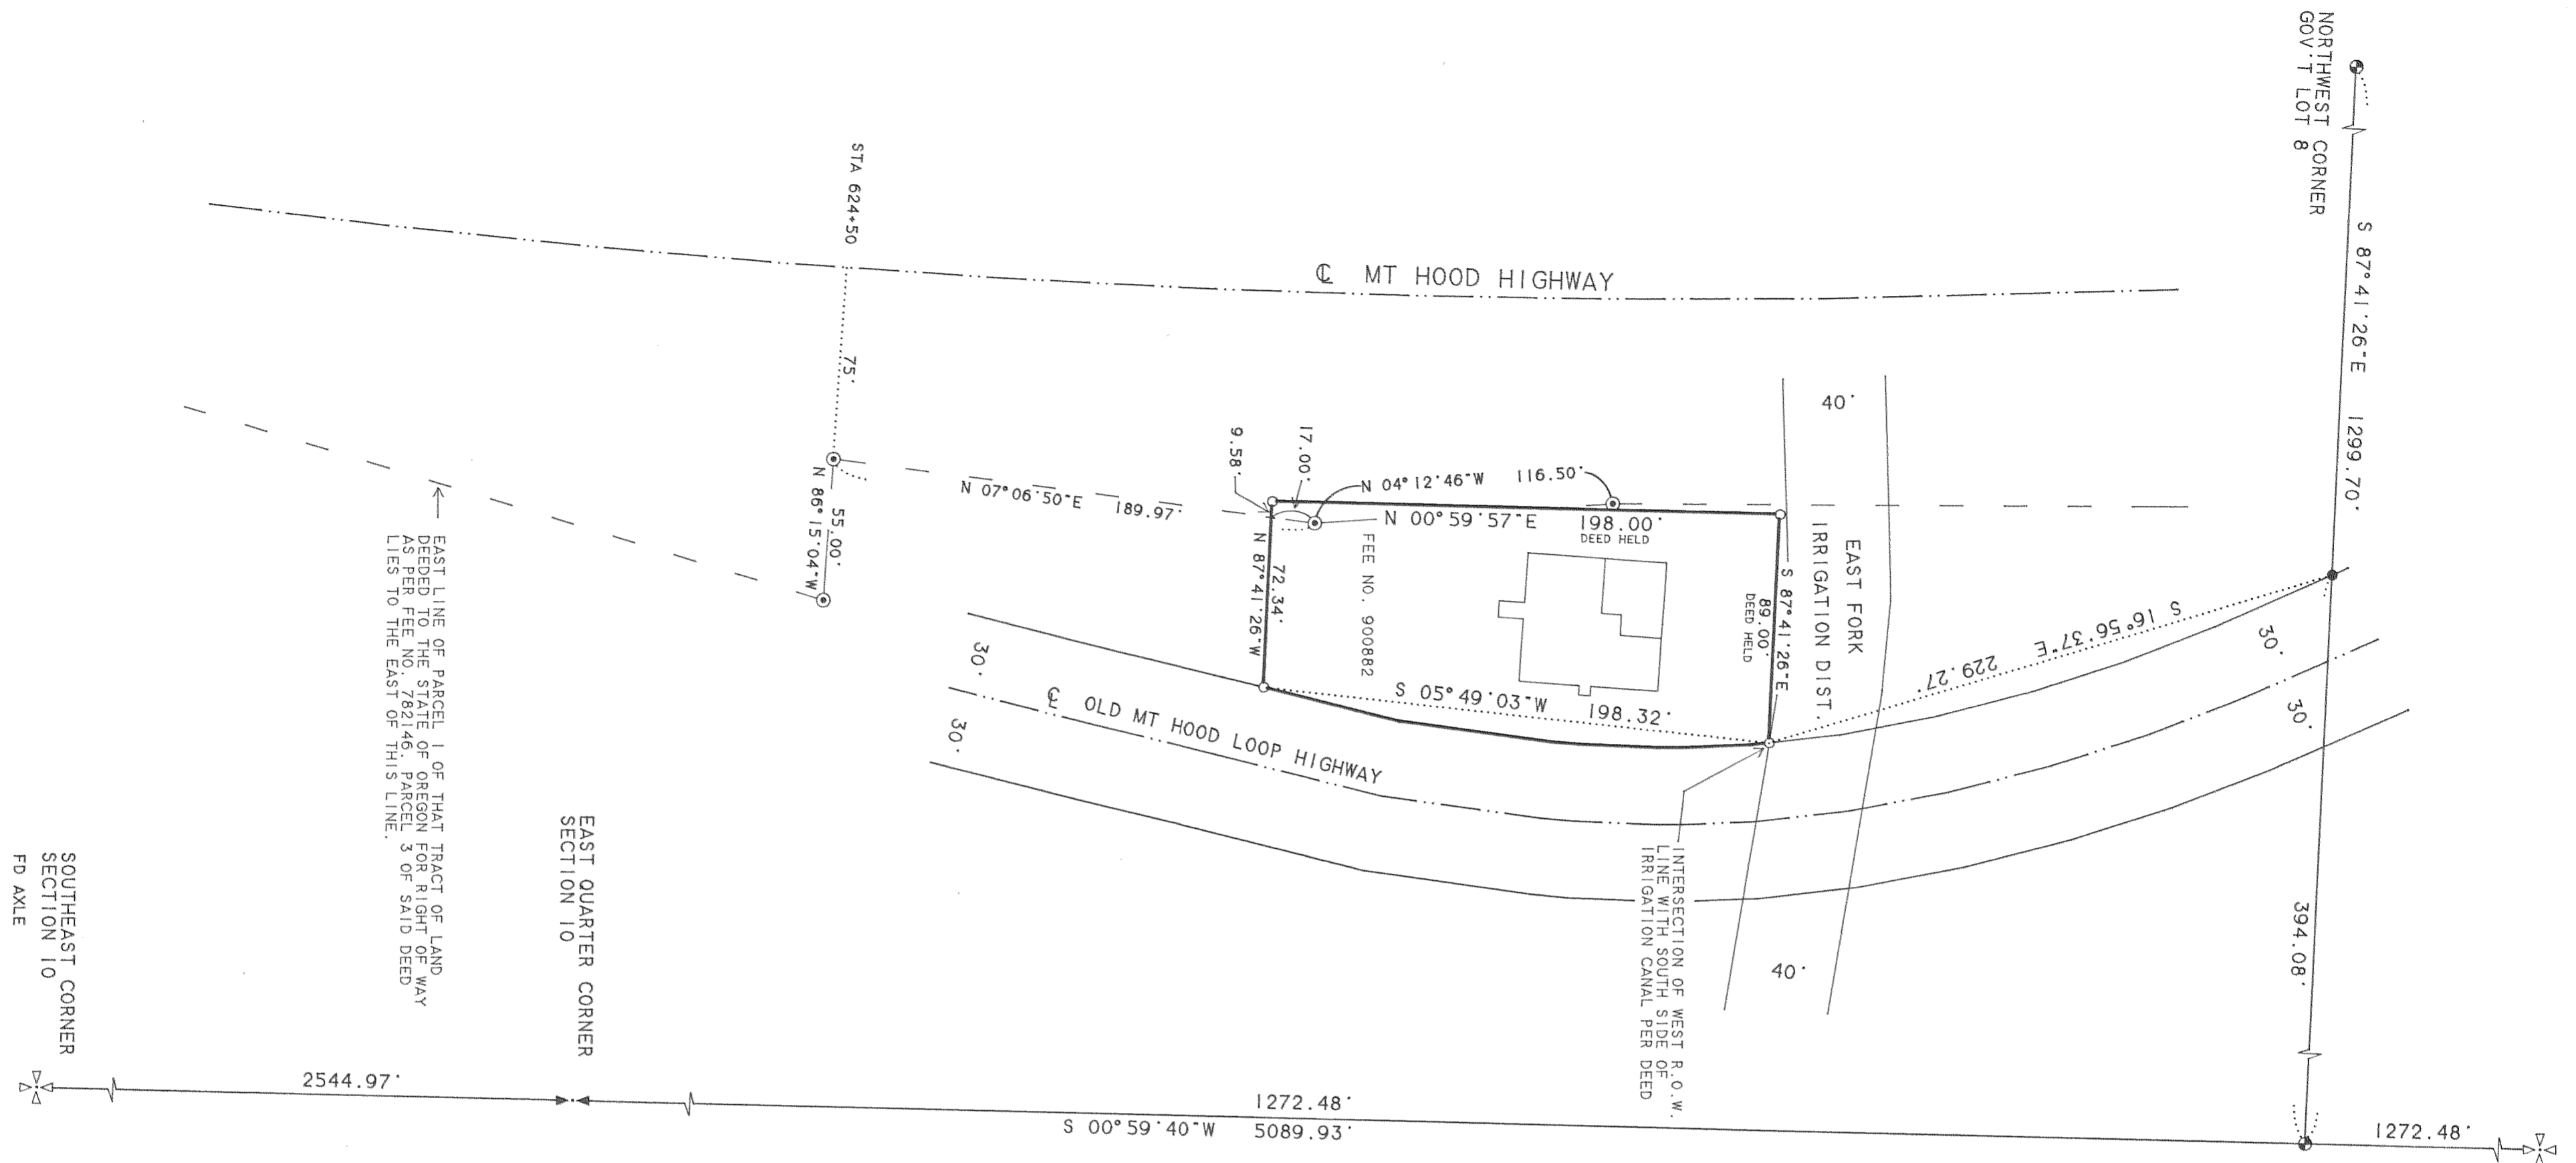 NORTHWEST CORNER
GOV'T LOT 8
S 87°41'26"E 1299.70'
394.08'
STA 624+50
75'
℄ MT HOOD HIGHWAY
40'
EAST FORK
IRRIGATION DIST.
S 16°56'37"E 229.27'
30'
30'
9.58'
17.00'
N 04°12'46"W 116.50'
N 00°59'57"E 198.00'
DEED HELD
N 07°06'50"E 189.97'
55.00'
N 86°15'04"W
72.34'
N 87°41'26"W
FEE NO. 900882
S 87°41'26"E
89.00'
DEED HELD
S 05°49'03"W 198.32'
30'
℄ OLD MT HOOD LOOP HIGHWAY
30'
EAST LINE OF PARCEL 1 OF THAT TRACT OF LAND
DEEDED TO THE STATE OF OREGON FOR RIGHT OF WAY
AS PER FEE NO. 782146. PARCEL 3 OF SAID DEED
LIES TO THE EAST OF THIS LINE.
INTERSECTION OF WEST R.O.W.
LINE WITH SOUTH SIDE OF
IRRIGATION CANAL PER DEED
40'
EAST QUARTER CORNER
SECTION 10
SOUTHEAST CORNER
SECTION 10
FD AXLE
2544.97'
1272.48'
S 00°59'40"W 5089.93'
1272.48'